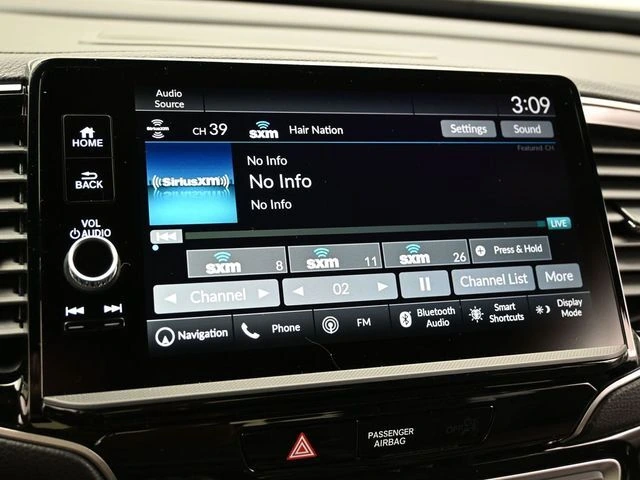 Audio
Source
3:09
SiriusXM
CH 39
sxm
Hair Nation
Settings
Sound
Featured CH
HOME
BACK
VOL
AUDIO
((SiriusXM))
No Info
No Info
No Info
LIVE
sxm 8
sxm 11
sxm 26
+ Press & Hold
Channel
02
Channel List
More
Navigation
Phone
FM
Bluetooth
Audio
Smart
Shortcuts
Display
Mode
PASSENGER
AIRBAG
OFF